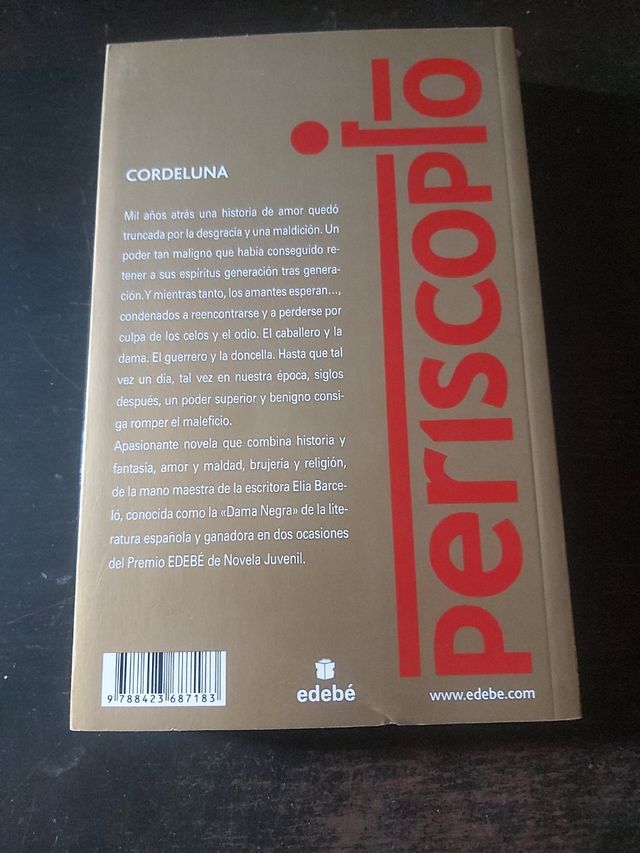 CORDELUNA
Mil años atrás una historia de amor quedó
truncada por la desgracia y una maldición. Un
poder tan maligno que había conseguido re-
tener a sus espíritus generación tras genera-
ción.Y mientras tanto, los amantes esperan...,
condenados a reencontrarse y a perderse por
culpa de los celos y el odio. El caballero y la
dama. El guerrero y la doncella. Hasta que tal
vez un día, tal vez en nuestra época, siglos
después, un poder superior y benigno consi-
ga romper el maleficio.
Apasionante novela que combina historia y
fantasía, amor y maldad, brujería y religión,
de la mano maestra de la escritora Elia Barce-
ló, conocida como la «Dama Negra» de la lite-
ratura española y ganadora en dos ocasiones
del Premio EDEBÉ de Novela Juvenil.
periscopio
9 788423 687183
edebé
www.edebe.com